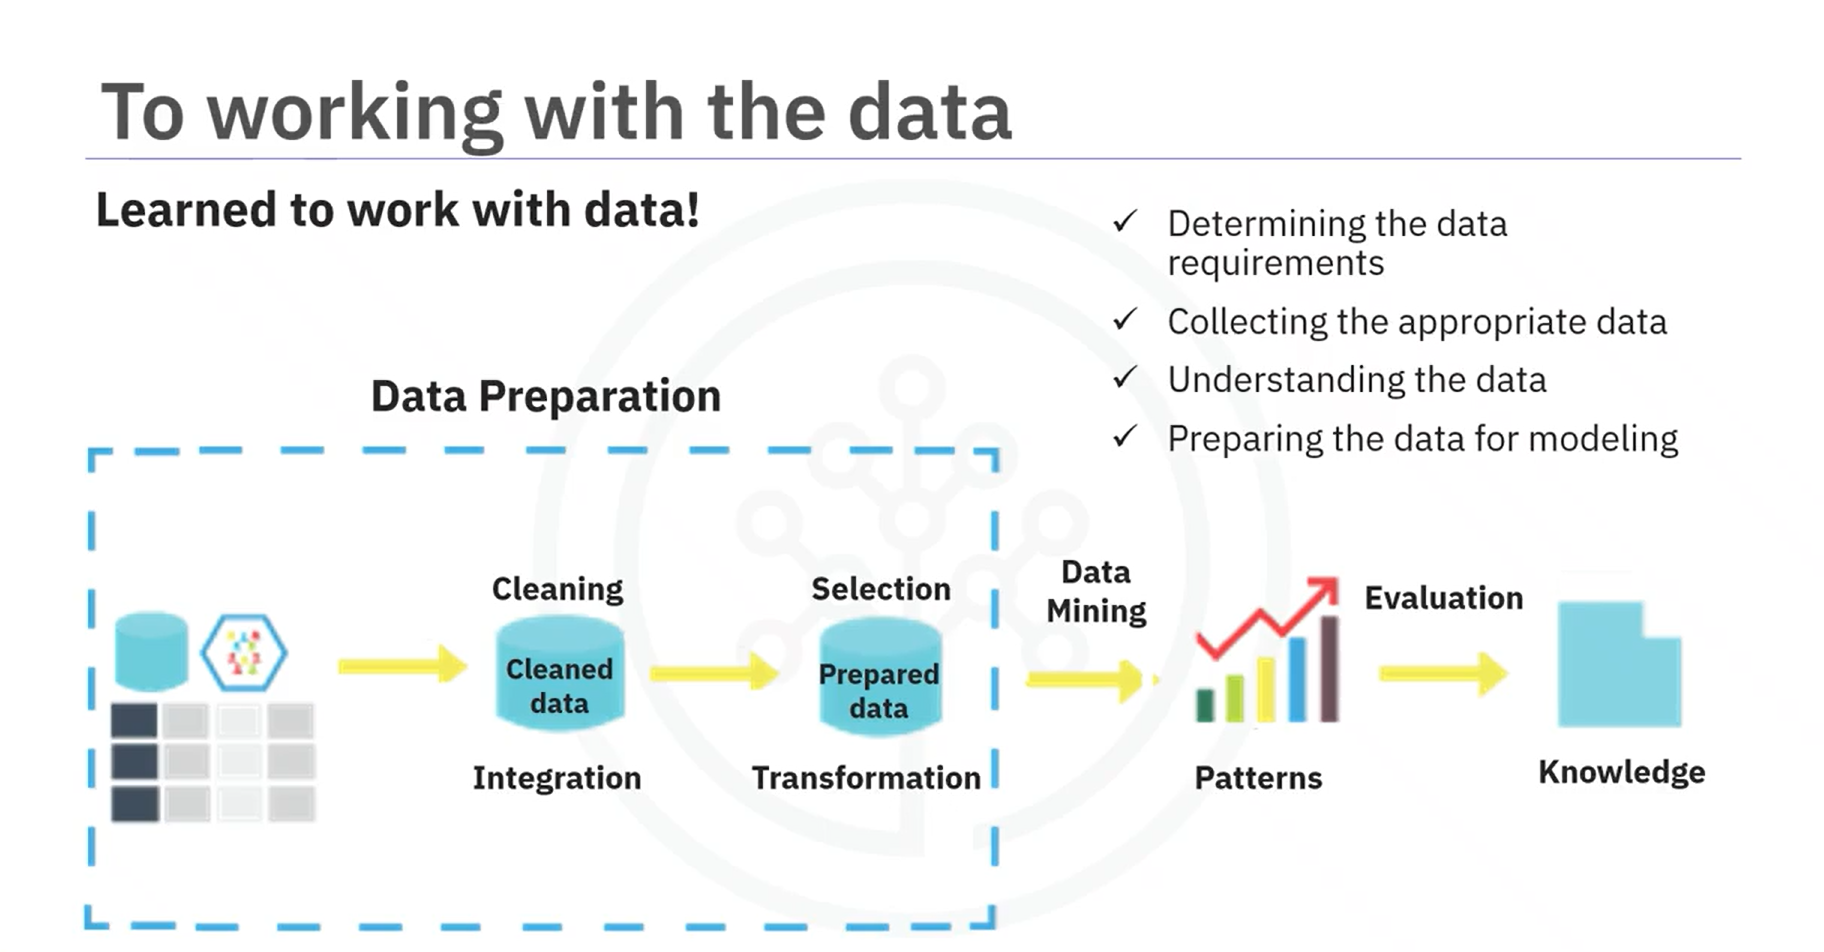 To working with the data
Learned to work with data!
✓ Determining the data
requirements
✓ Collecting the appropriate data
✓ Understanding the data
✓ Preparing the data for modeling
Data Preparation
Cleaning
Cleaned
data
Integration
Selection
Prepared
data
Transformation
Data
Mining
Patterns
Evaluation
Knowledge